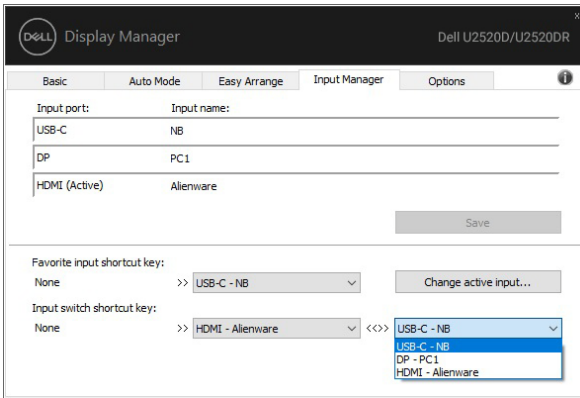 DELL Display Manager Dell U2520D/U2520DR
Basic Auto Mode Easy Arrange Input Manager Options
Input port: Input name:
USB-C NB
DP PC1
HDMI (Active) Alienware
Save
Favorite input shortcut key:
None >> USB-C - NB Change active input...
Input switch shortcut key:
None >> HDMI - Alienware <<>> USB-C - NB
USB-C - NB
DP - PC1
HDMI - Alienware